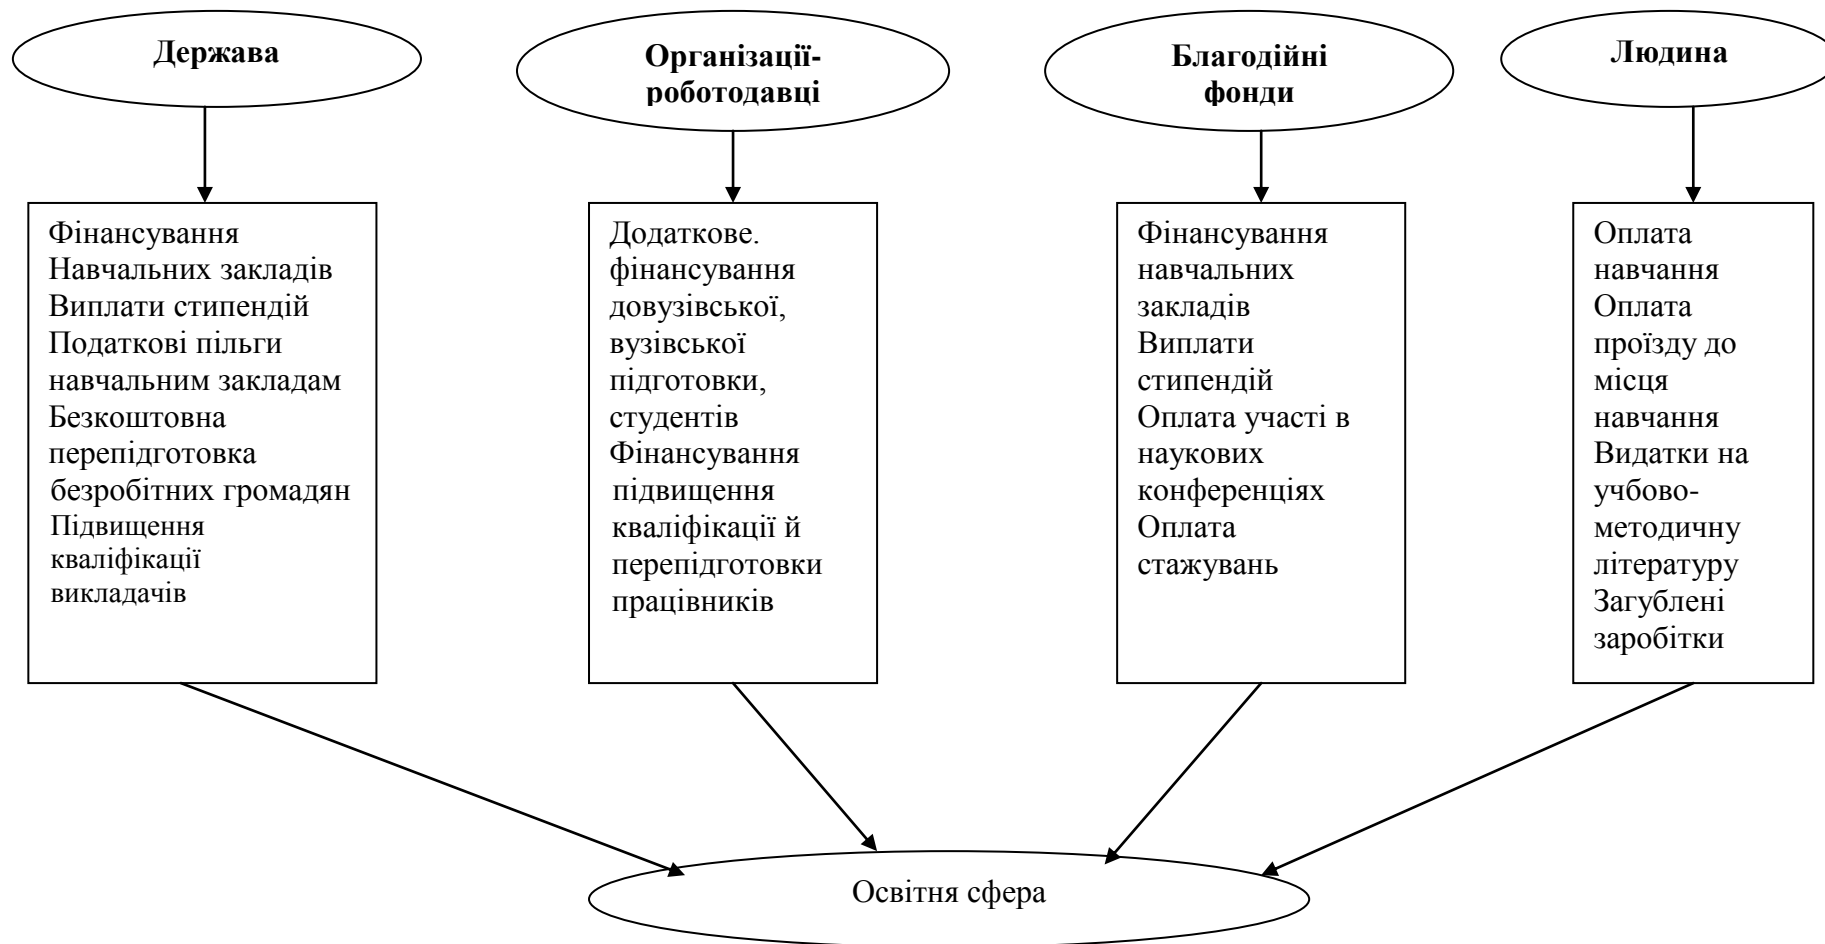 Держава
Організації-
роботодавці
Благодійні
фонди
Людина
Фінансування
Навчальних закладів
Виплати стипендій
Податкові пільги
навчальним закладам
Безкоштовна
перепідготовка
безробітних громадян
Підвищення
кваліфікації
викладачів
Додаткове.
фінансування
довузівської,
вузівської
підготовки,
студентів
Фінансування
підвищення
кваліфікації й
перепідготовки
працівників
Фінансування
навчальних
закладів
Виплати
стипендій
Оплата участі в
наукових
конференціях
Оплата
стажувань
Оплата
навчання
Оплата
проїзду до
місця
навчання
Видатки на
учбово-
методичну
літературу
Загублені
заробітки
Освітня сфера